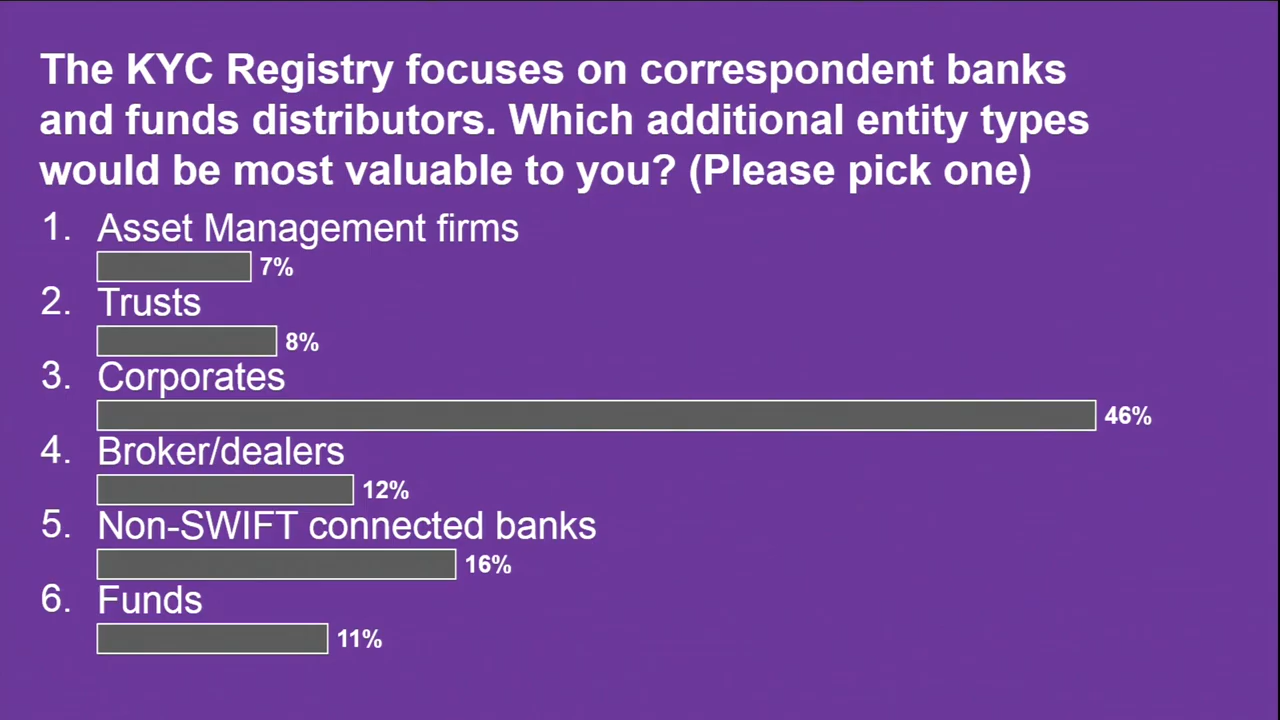 The KYC Registry focuses on correspondent banks
and funds distributors. Which additional entity types
would be most valuable to you? (Please pick one)
1. Asset Management firms
7%
2. Trusts
8%
3. Corporates
46%
4. Broker/dealers
12%
5. Non-SWIFT connected banks
16%
6. Funds
11%